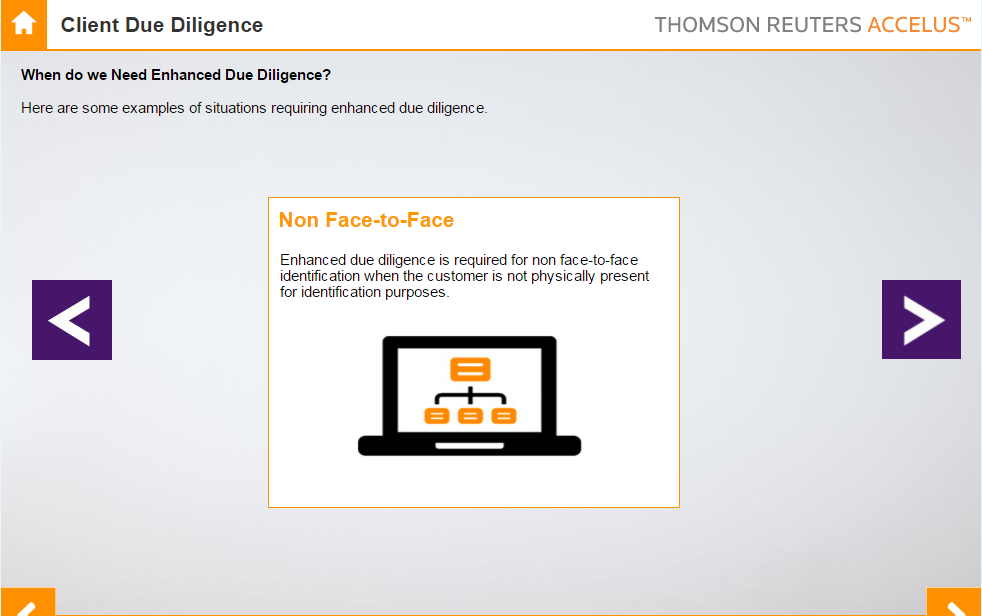 Client Due Diligence
THOMSON REUTERS ACCELUS™
When do we Need Enhanced Due Diligence?
Here are some examples of situations requiring enhanced due diligence.
Non Face-to-Face
Enhanced due diligence is required for non face-to-face
identification when the customer is not physically present
for identification purposes.